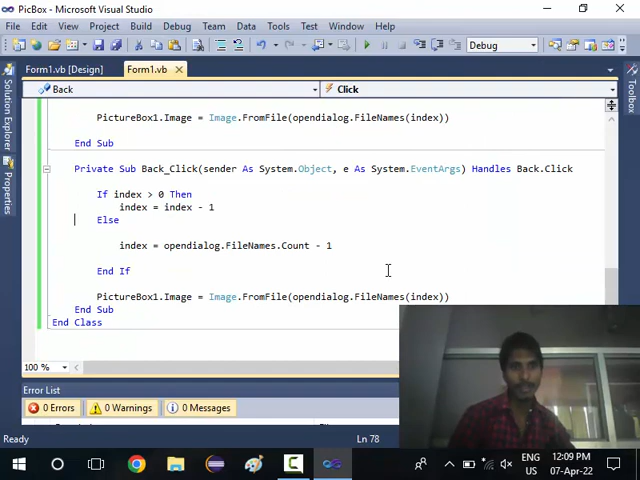 PicBox - Microsoft Visual Studio
File Edit View Project Build Debug Team Data Tools Test Window Help
Debug
Form1.vb [Design] Form1.vb
Back Click
PictureBox1.Image = Image.FromFile(opendialog.FileNames(index))
End Sub
Private Sub Back_Click(sender As System.Object, e As System.EventArgs) Handles Back.Click
If index > 0 Then
index = index - 1
Else
index = opendialog.FileNames.Count - 1
End If
PictureBox1.Image = Image.FromFile(opendialog.FileNames(index))
End Sub
End Class
100 %
Error List
0 Errors 0 Warnings 0 Messages
Ready Ln 78
Solution Explorer
Properties
Toolbox
ENG 12:09 PM
US 07-Apr-22